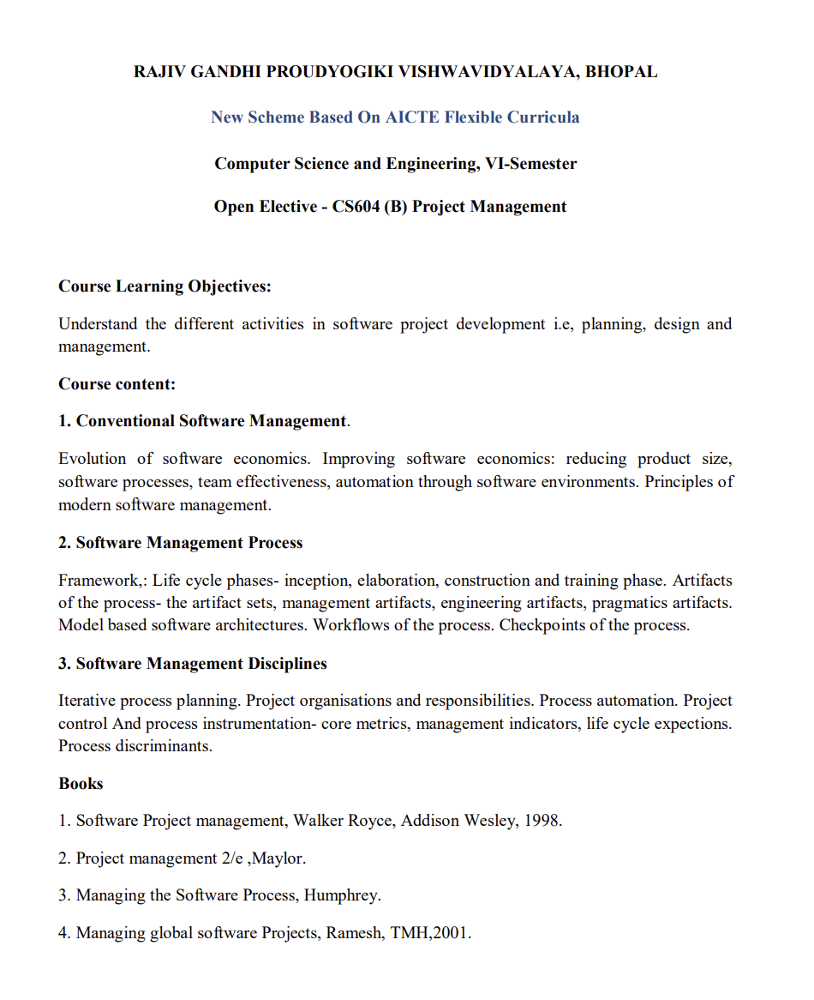 RAJIV GANDHI PROUDYOGIKI VISHWAVIDYALAYA, BHOPAL
New Scheme Based On AICTE Flexible Curricula
Computer Science and Engineering, VI-Semester
Open Elective - CS604 (B) Project Management
Course Learning Objectives:
Understand the different activities in software project development i.e, planning, design and
management.
Course content:
1. Conventional Software Management.
Evolution of software economics. Improving software economics: reducing product size,
software processes, team effectiveness, automation through software environments. Principles of
modern software management.
2. Software Management Process
Framework,: Life cycle phases- inception, elaboration, construction and training phase. Artifacts
of the process- the artifact sets, management artifacts, engineering artifacts, pragmatics artifacts.
Model based software architectures. Workflows of the process. Checkpoints of the process.
3. Software Management Disciplines
Iterative process planning. Project organisations and responsibilities. Process automation. Project
control And process instrumentation- core metrics, management indicators, life cycle expections.
Process discriminants.
Books
1. Software Project management, Walker Royce, Addison Wesley, 1998.
2. Project management 2/e ,Maylor.
3. Managing the Software Process, Humphrey.
4. Managing global software Projects, Ramesh, TMH,2001.